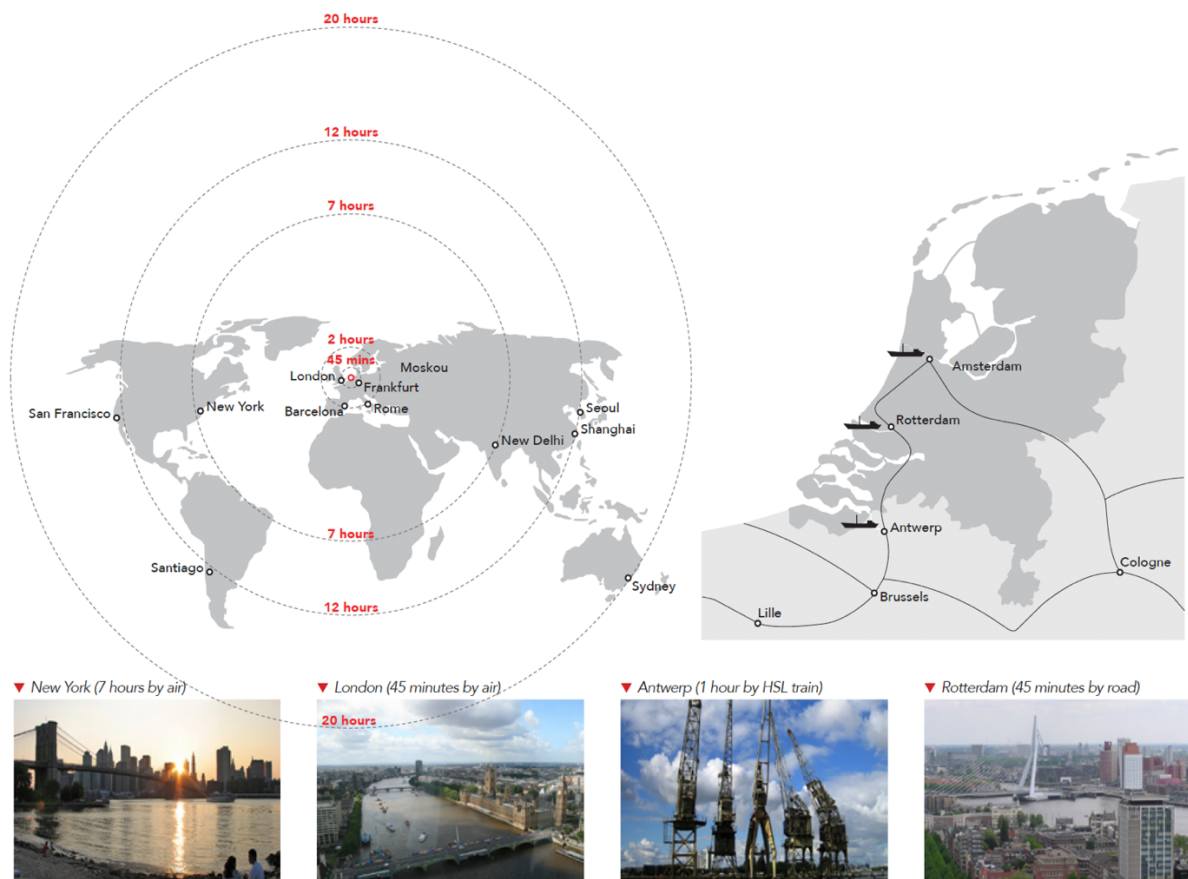 20 hours
12 hours
7 hours
2 hours
45 mins
Moskou
London
Frankfurt
Barcelona
Rome
San Francisco
New York
Seoul
Shanghai
New Delhi
7 hours
Santiago
Sydney
12 hours
20 hours
Amsterdam
Rotterdam
Antwerp
Cologne
Brussels
Lille
New York (7 hours by air)
London (45 minutes by air)
Antwerp (1 hour by HSL train)
Rotterdam (45 minutes by road)